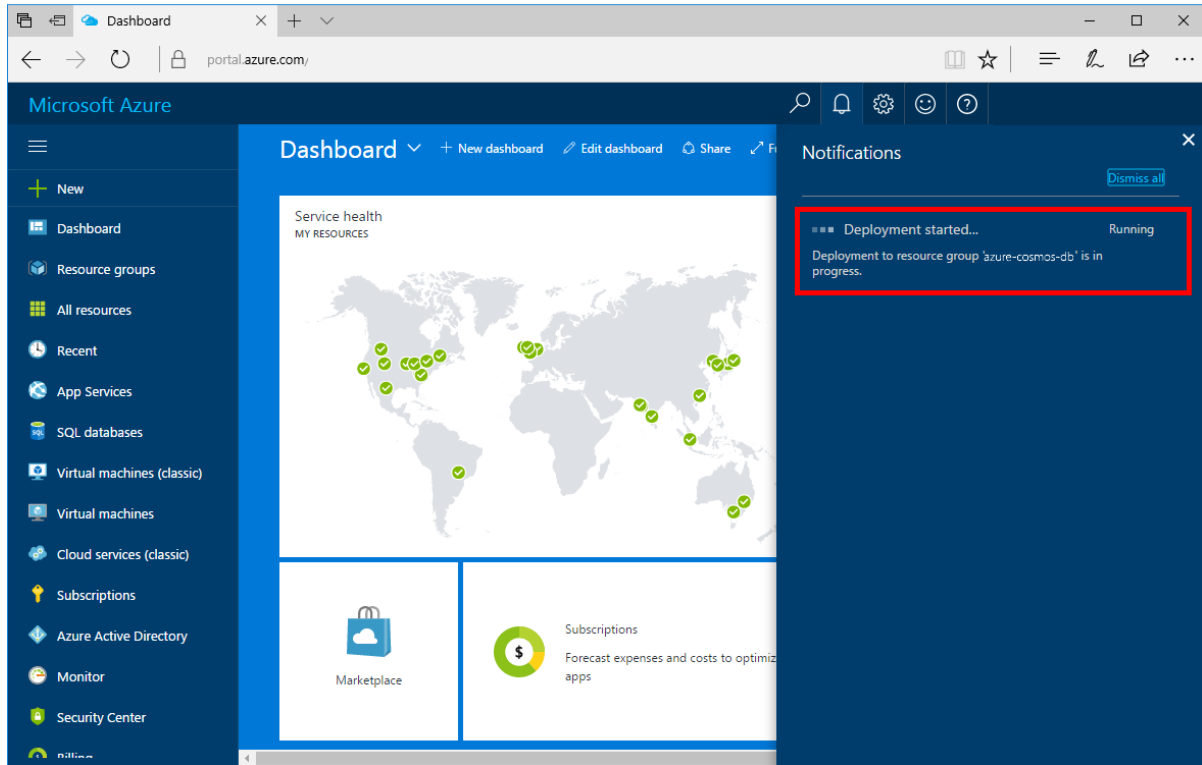 Dashboard
portal.azure.com/
Microsoft Azure
New
Dashboard
Resource groups
All resources
Recent
App Services
SQL databases
Virtual machines (classic)
Virtual machines
Cloud services (classic)
Subscriptions
Azure Active Directory
Monitor
Security Center
Billing
Dashboard
New dashboard
Edit dashboard
Share
Service health
MY RESOURCES
Marketplace
Subscriptions
Forecast expenses and costs to optimiz
apps
Notifications
Dismiss all
Deployment started... Running
Deployment to resource group 'azure-cosmos-db' is in
progress.